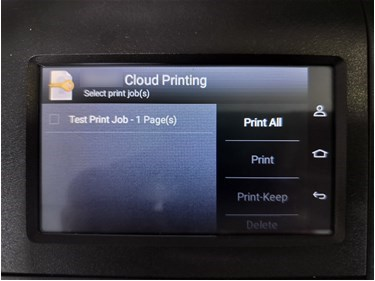 Cloud Printing
Select print job(s)
Test Print Job - 1 Page(s)
Print All
Print
Print-Keep
Delete